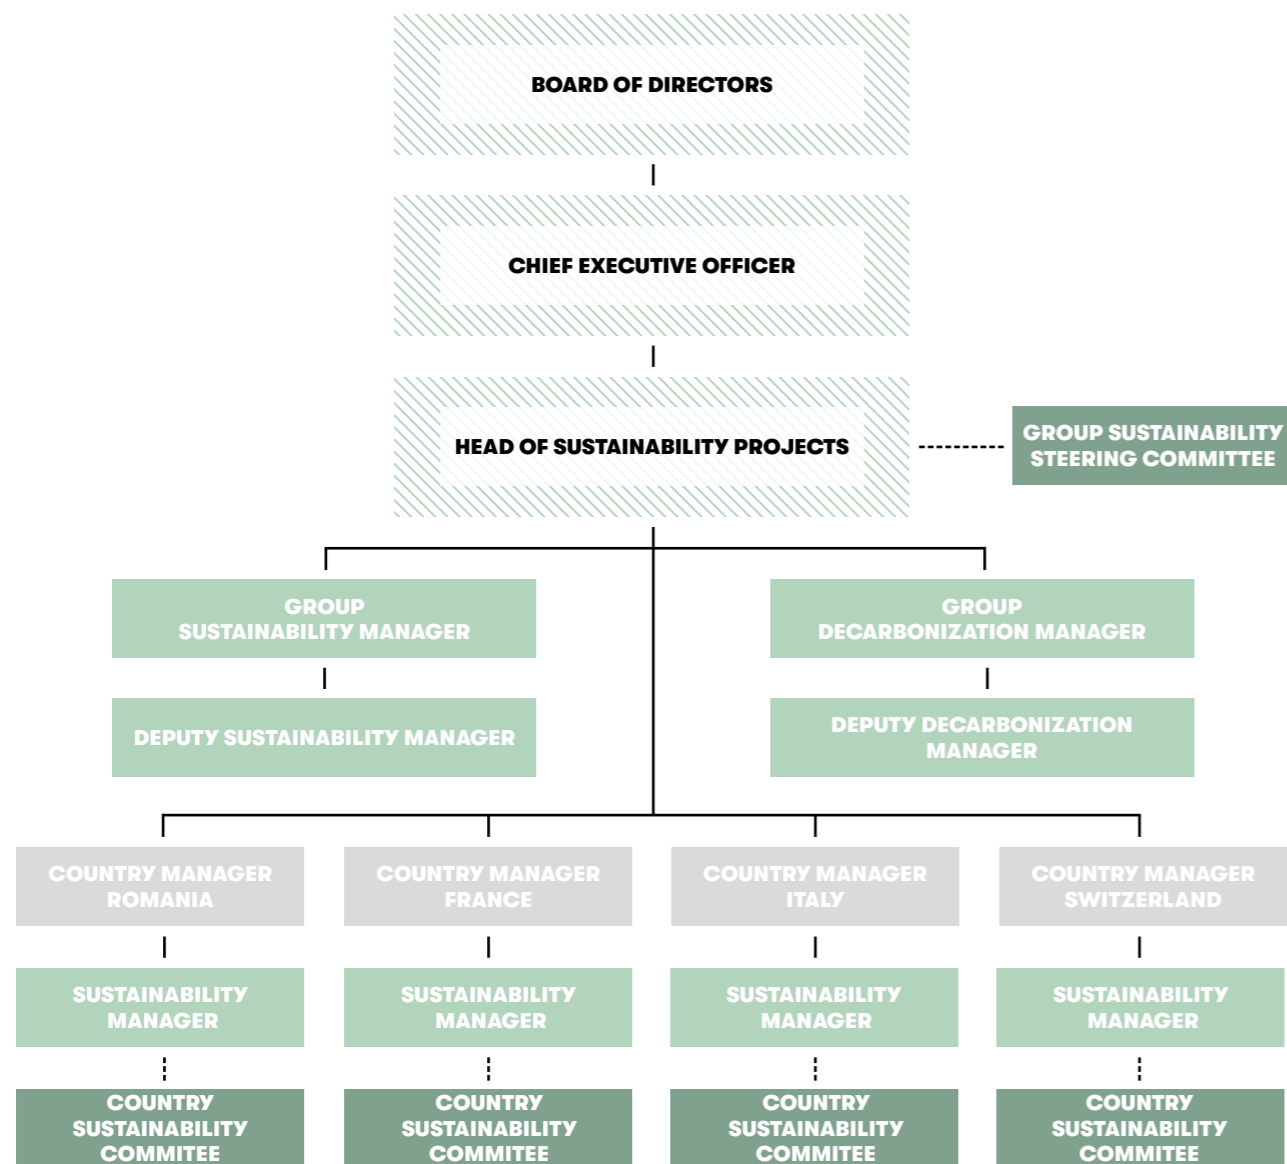 BOARD OF DIRECTORS
CHIEF EXECUTIVE OFFICER
HEAD OF SUSTAINABILITY PROJECTS
GROUP SUSTAINABILITY
STEERING COMMITTEE
GROUP
SUSTAINABILITY MANAGER
GROUP
DECARBONIZATION MANAGER
DEPUTY SUSTAINABILITY MANAGER
DEPUTY DECARBONIZATION
MANAGER
COUNTRY MANAGER
ROMANIA
COUNTRY MANAGER
FRANCE
COUNTRY MANAGER
ITALY
COUNTRY MANAGER
SWITZERLAND
SUSTAINABILITY
MANAGER
SUSTAINABILITY
MANAGER
SUSTAINABILITY
MANAGER
SUSTAINABILITY
MANAGER
COUNTRY
SUSTAINABILITY
COMMITEE
COUNTRY
SUSTAINABILITY
COMMITEE
COUNTRY
SUSTAINABILITY
COMMITEE
COUNTRY
SUSTAINABILITY
COMMITEE